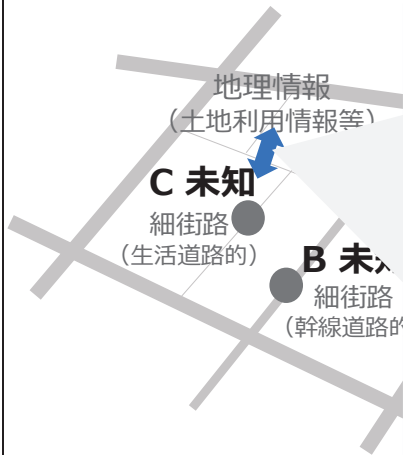 地理情報
（土地利用情報等）
C 未知
細街路
（生活道路的）
B 未
細街路
（幹線道路的